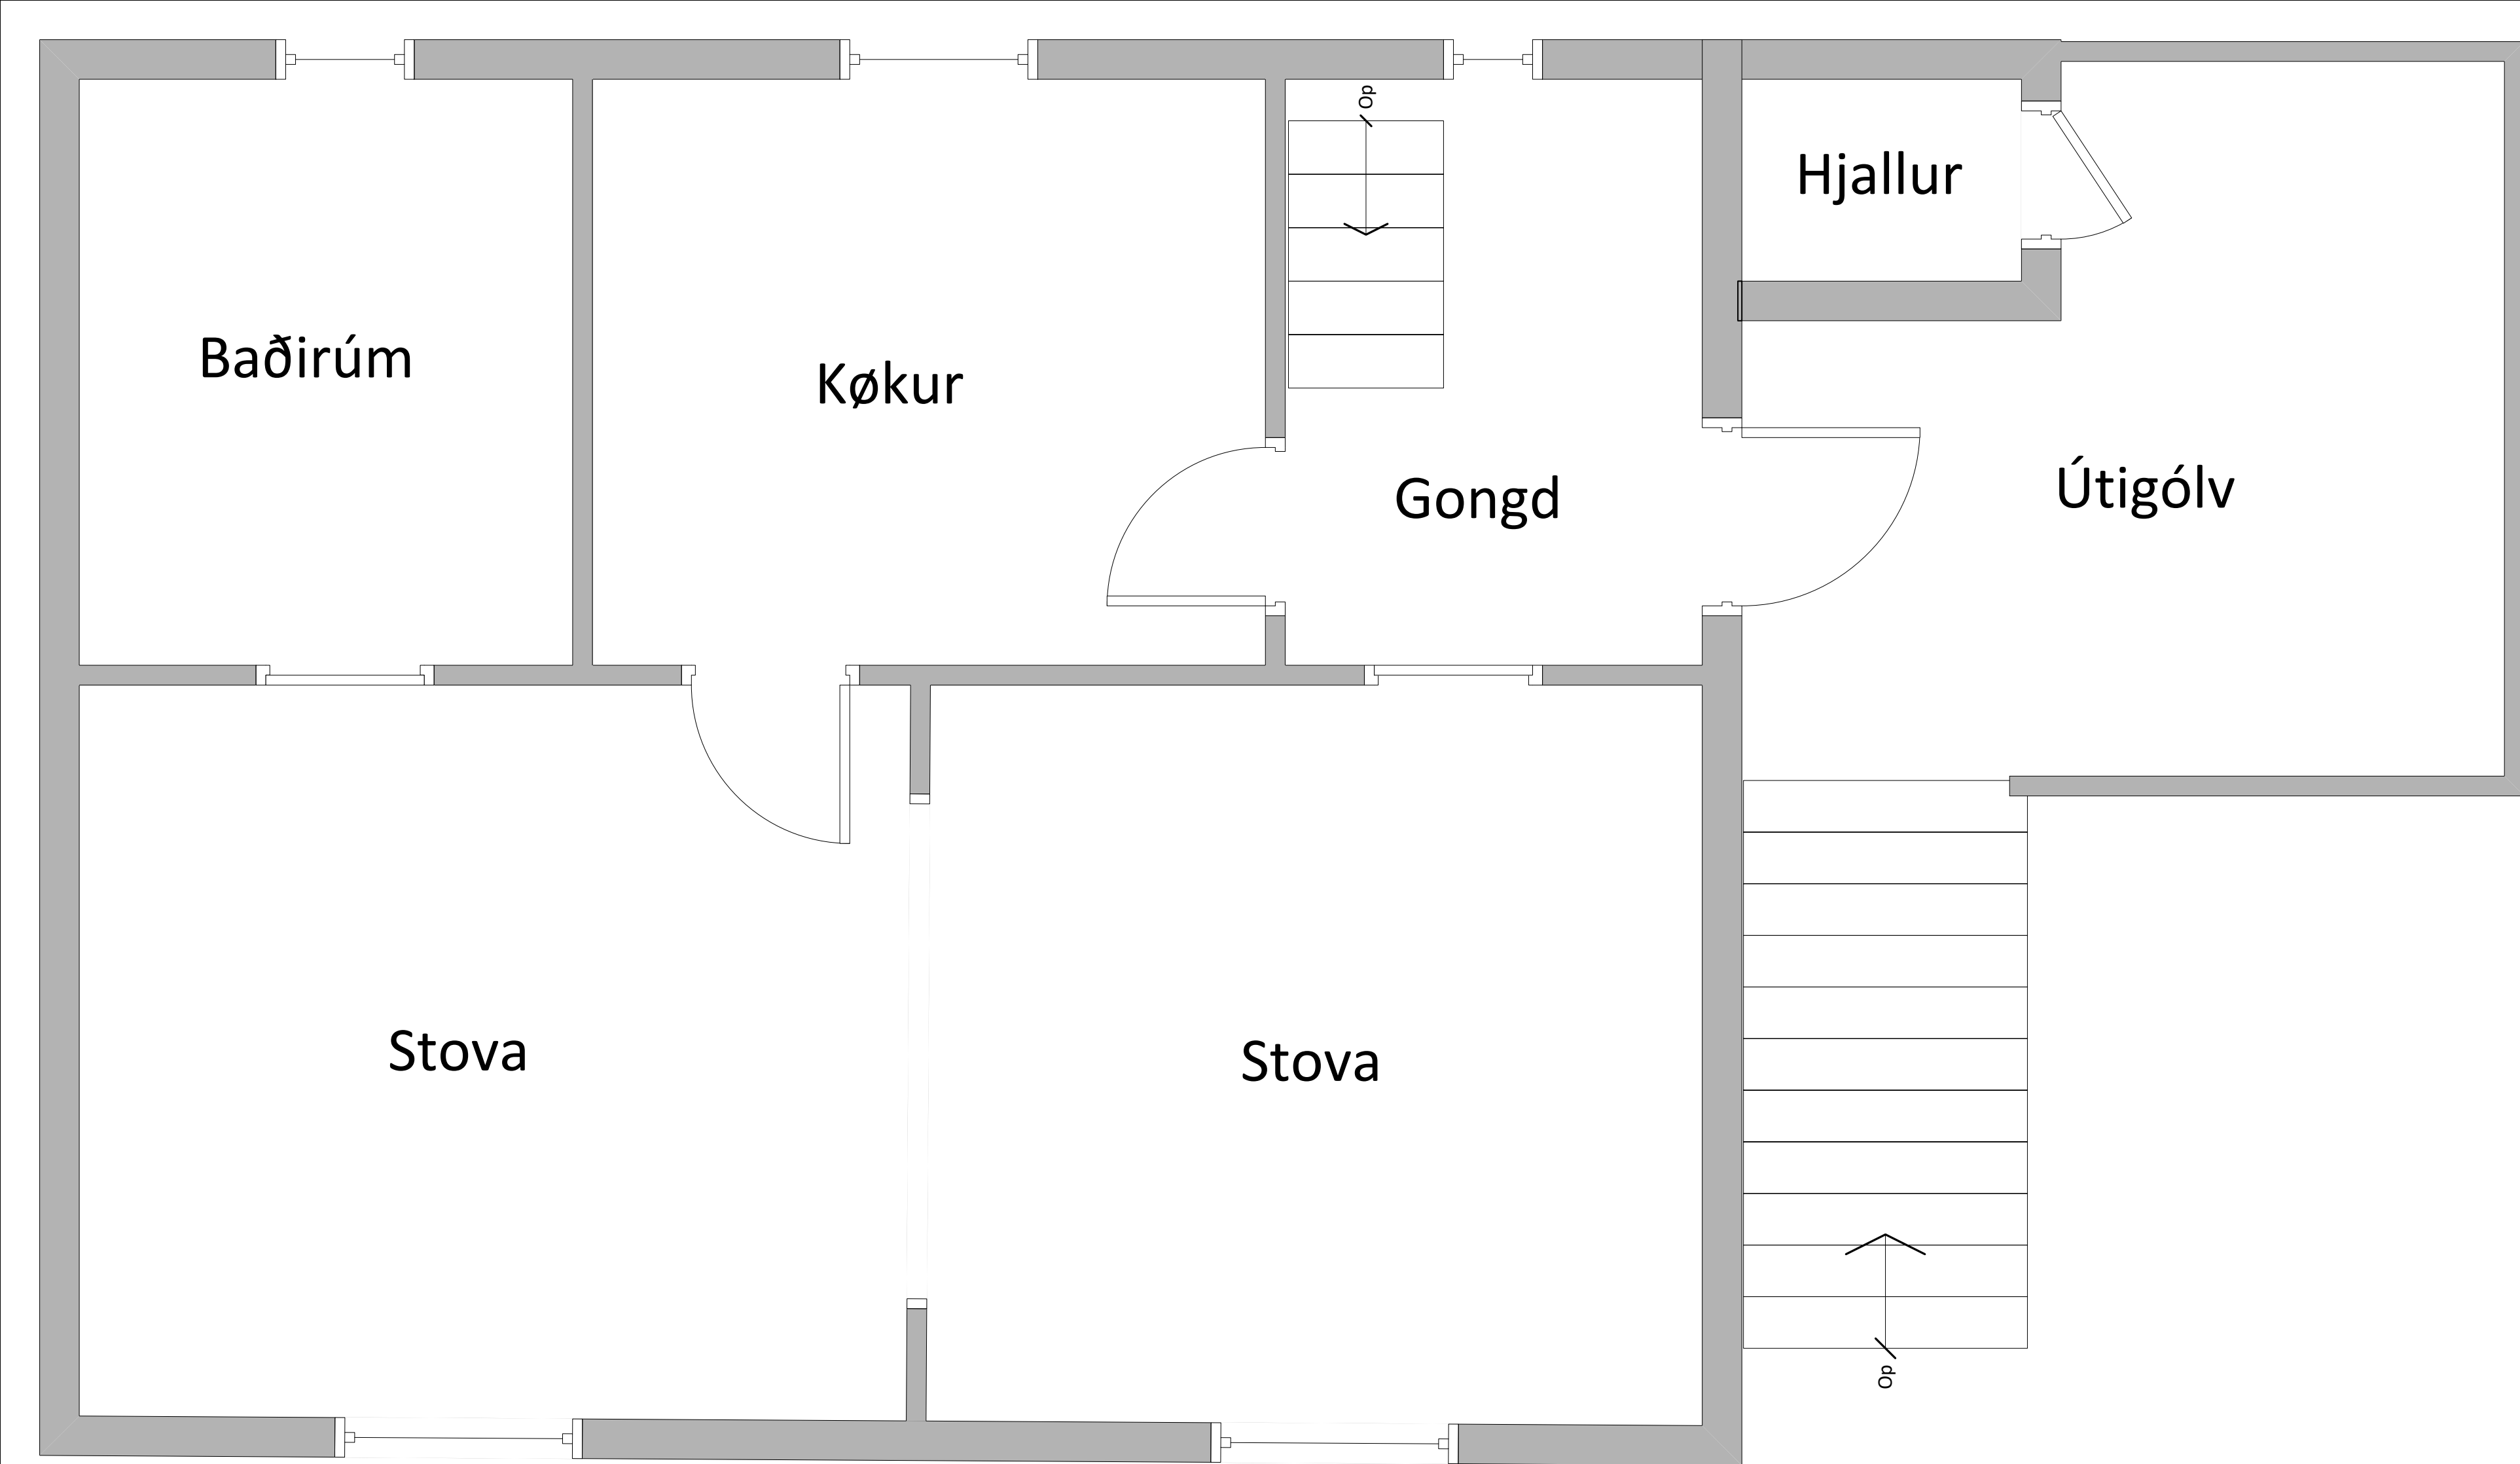 Op
Hjallur
Baðirúm
Køkur
Gongd
Útigólv
Stova
Stova
Op